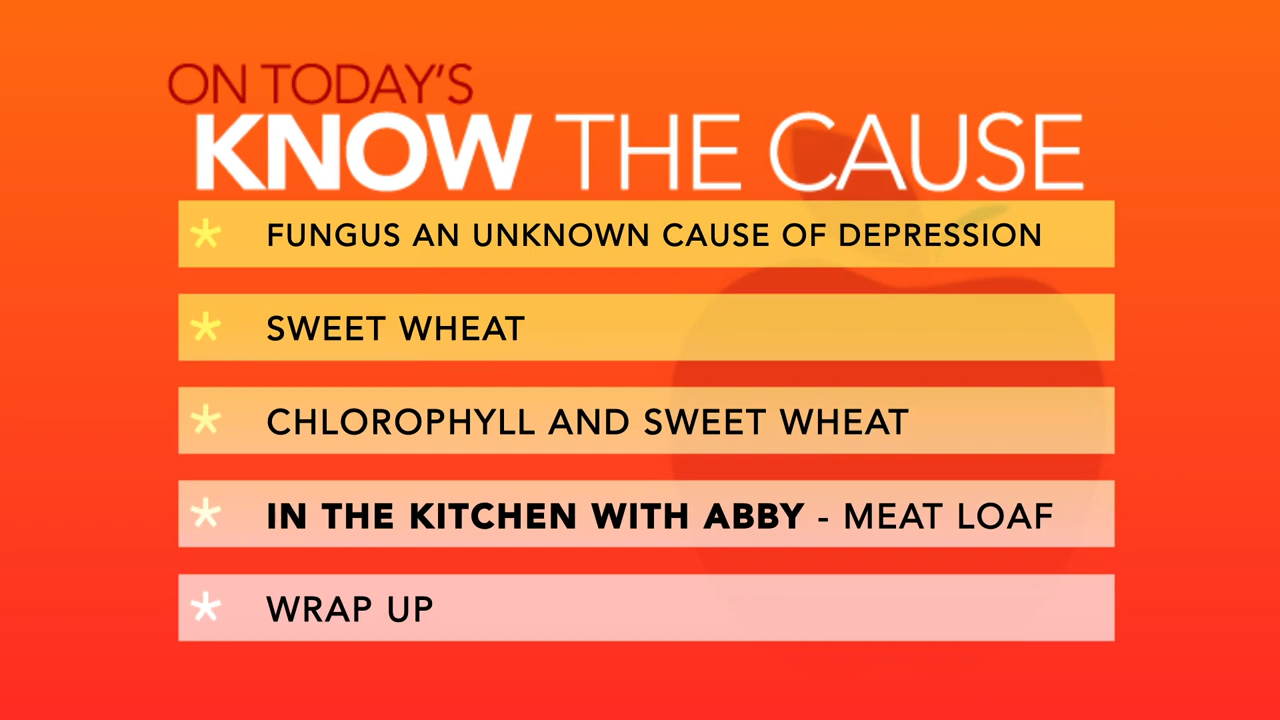 ON TODAY'S
KNOW THE CAUSE
* FUNGUS AN UNKNOWN CAUSE OF DEPRESSION
* SWEET WHEAT
* CHLOROPHYLL AND SWEET WHEAT
* IN THE KITCHEN WITH ABBY - MEAT LOAF
* WRAP UP